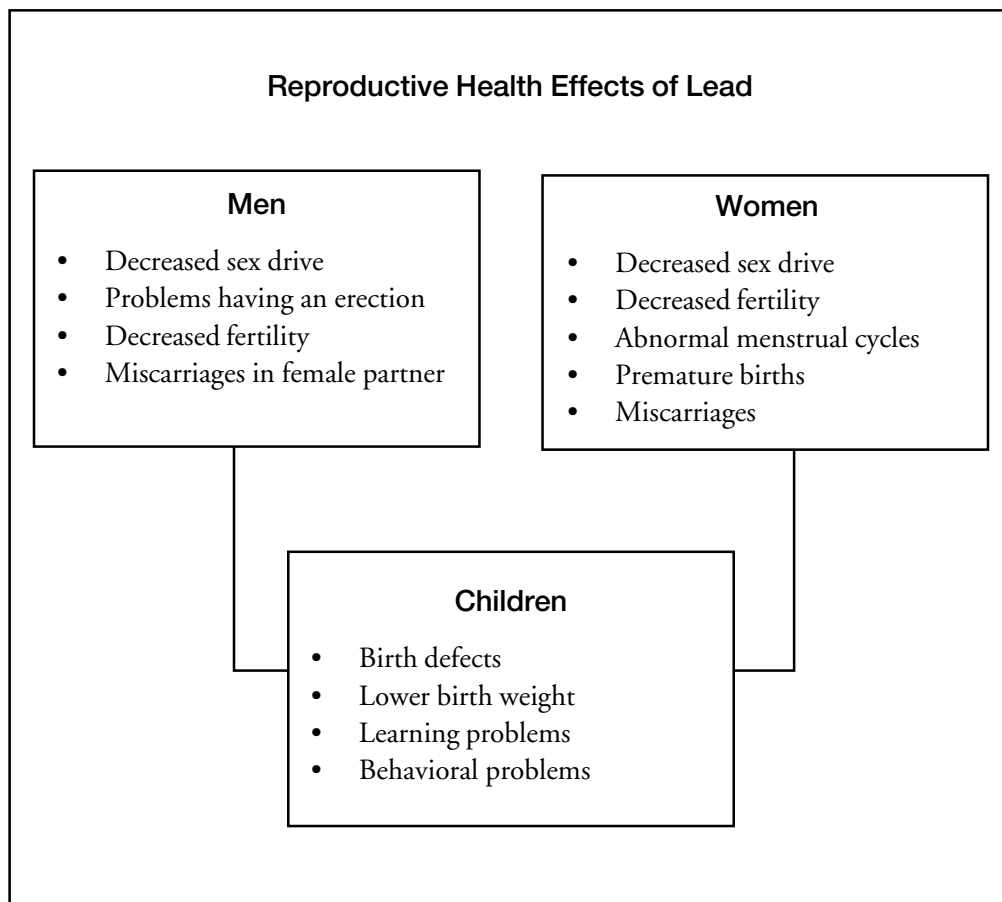 Reproductive Health Effects of Lead
Men
• Decreased sex drive
• Problems having an erection
• Decreased fertility
• Miscarriages in female partner
Women
• Decreased sex drive
• Decreased fertility
• Abnormal menstrual cycles
• Premature births
• Miscarriages
Children
• Birth defects
• Lower birth weight
• Learning problems
• Behavioral problems